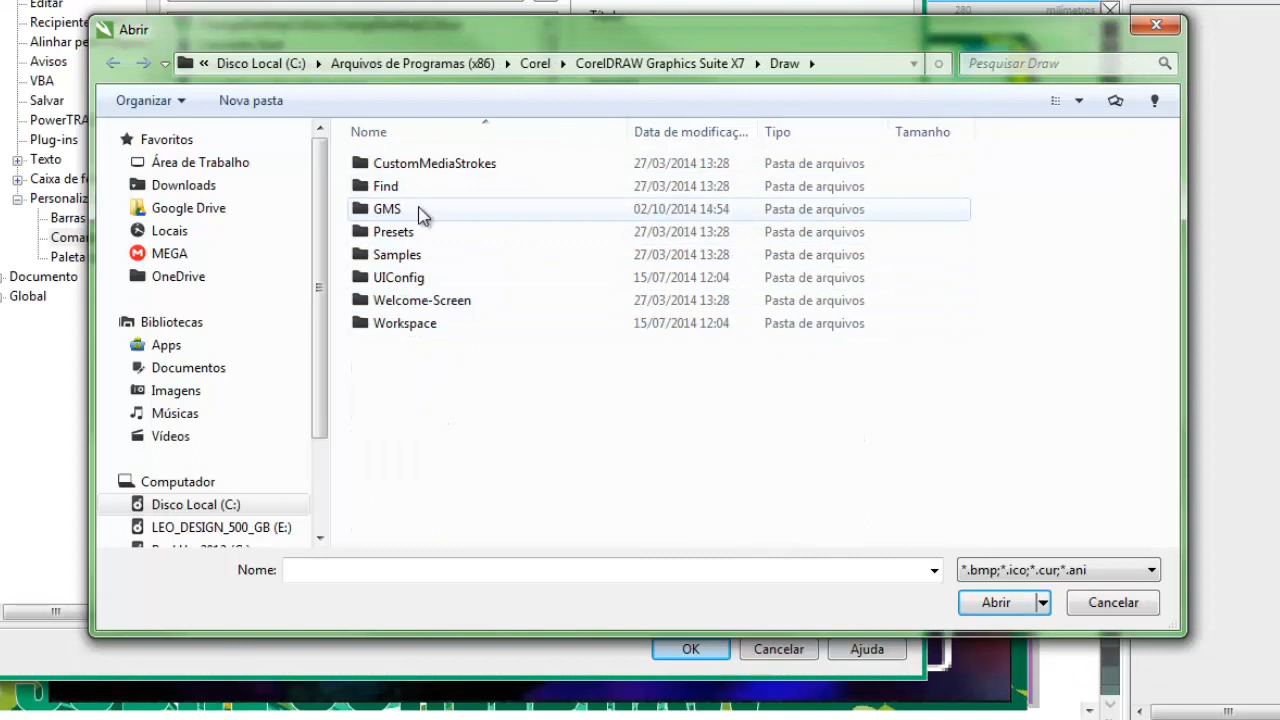 Editar
Recipiente
Alinhar pe
Avisos
VBA
Salvar
PowerTRA
Plug-ins
Texto
Caixa de f
Personaliz
Barras
Coma
Paleta
Documento
Global
280
milímetros
Abrir
« Disco Local (C:) Arquivos de Programas (x86) Corel CorelDRAW Graphics Suite X7 Draw
Pesquisar Draw
Organizar Nova pasta
Favoritos
Área de Trabalho
Downloads
Google Drive
Locais
MEGA
OneDrive
Bibliotecas
Apps
Documentos
Imagens
Músicas
Vídeos
Computador
Disco Local (C:)
LEO_DESIGN_500_GB (E:)
Nome Data de modificaç... Tipo Tamanho
CustomMediaStrokes 27/03/2014 13:28 Pasta de arquivos
Find 27/03/2014 13:28 Pasta de arquivos
GMS 02/10/2014 14:54 Pasta de arquivos
Presets 27/03/2014 13:28 Pasta de arquivos
Samples 27/03/2014 13:28 Pasta de arquivos
UIConfig 15/07/2014 12:04 Pasta de arquivos
Welcome-Screen 27/03/2014 13:28 Pasta de arquivos
Workspace 15/07/2014 12:04 Pasta de arquivos
Nome: *.bmp;*.ico;*.cur;*.ani
Abrir Cancelar
OK Cancelar Ajuda